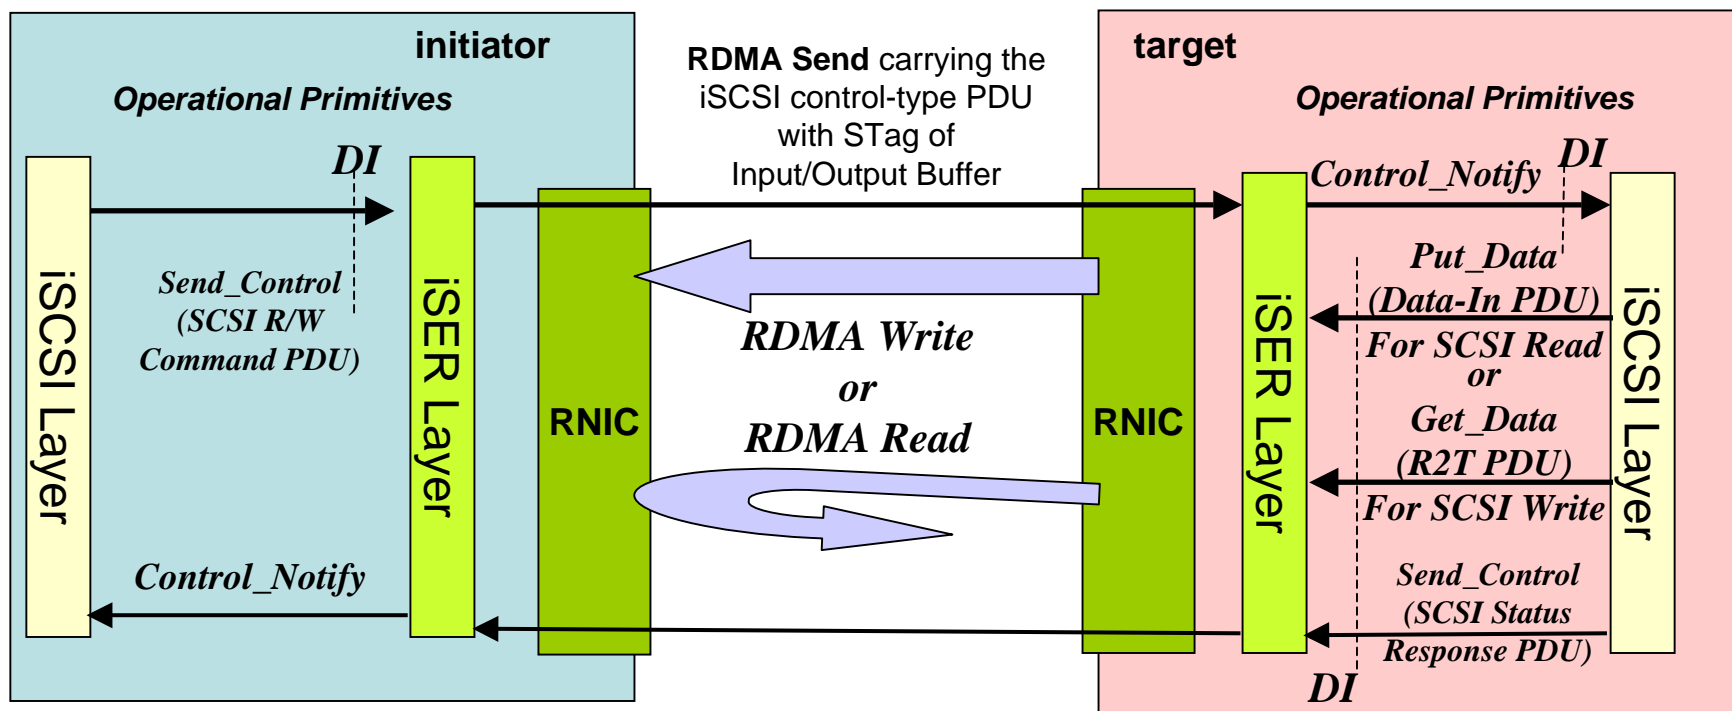 initiator
Operational Primitives
DI
iSCSI Layer
Send_Control
(SCSI R/W
Command PDU)
iSER Layer
RNIC
Control_Notify
RDMA Send carrying the
iSCSI control-type PDU
with STag of
Input/Output Buffer
RDMA Write
or
RDMA Read
target
Operational Primitives
RNIC
iSER Layer
Control_Notify
DI
Put_Data
(Data-In PDU)
For SCSI Read
or
Get_Data
(R2T PDU)
For SCSI Write
Send_Control
(SCSI Status
Response PDU)
DI
iSCSI Layer